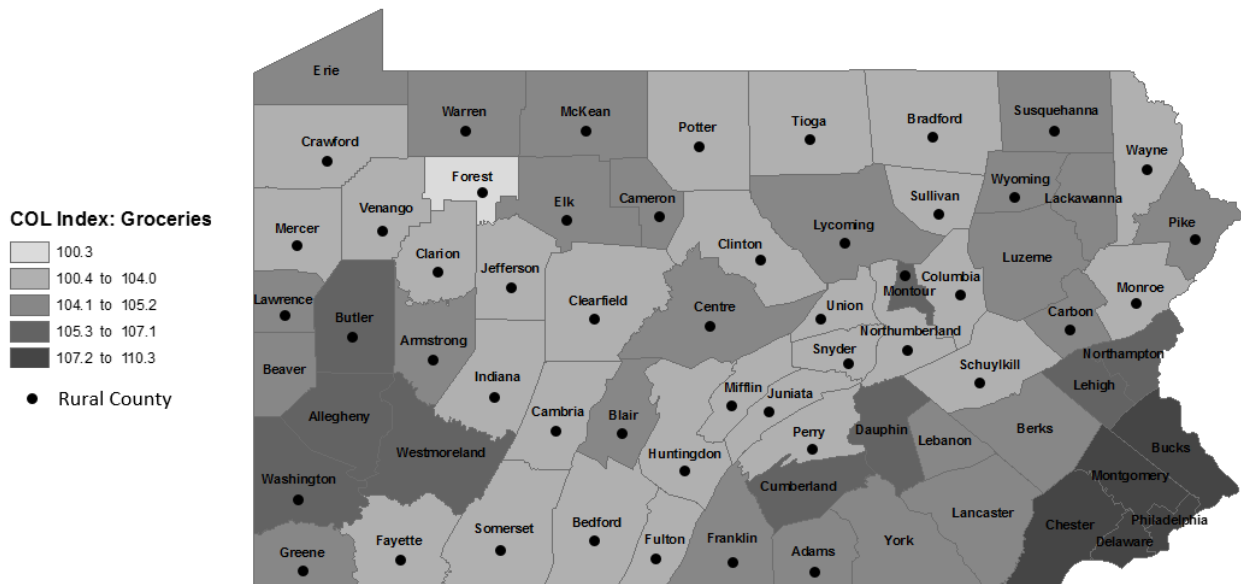 Erie
Warren
McKean
Susquehanna
Potter
Tioga
Bradford
Crawford
Wayne
Forest
Wyoming
Lackawanna
Sullivan
Elk
Cameron
Venango
COL Index: Groceries
100.3
100.4 to 104.0
104.1 to 105.2
105.3 to 107.1
107.2 to 110.3
Rural County
Mercer
Clarion
Lycoming
Pike
Clinton
Jefferson
Columbia
Luzerne
Montour
Monroe
Lawrence
Clearfield
Centre
Union
Carbon
Butler
Northumberland
Armstrong
Snyder
Northampton
Beaver
Schuylkill
Indiana
Lehigh
Mifflin
Juniata
Allegheny
Cambria
Blair
Dauphin
Lebanon
Berks
Perry
Bucks
Westmoreland
Huntingdon
Washington
Cumberland
Montgomery
Lancaster
Philadelphia
Chester
Delaware
Fayette
Somerset
Bedford
Fulton
Franklin
Adams
York
Greene